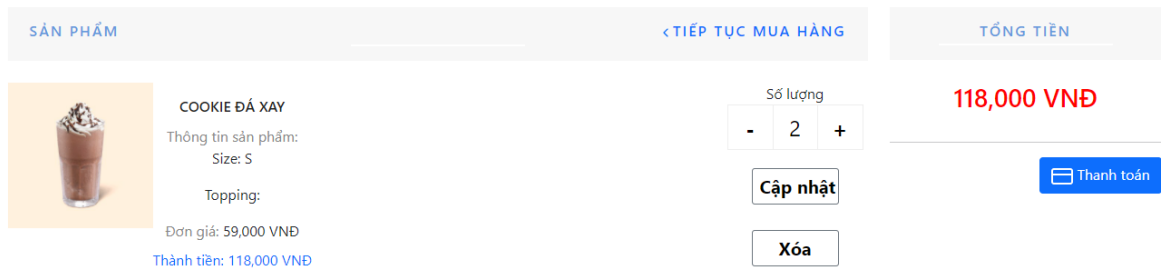 SẢN PHẨM
‹ TIẾP TỤC MUA HÀNG
TỔNG TIỀN
COOKIE ĐÁ XAY
Thông tin sản phẩm:
Size: S
Topping:
Đơn giá: 59,000 VNĐ
Thành tiền: 118,000 VNĐ
Số lượng
- 2 +
Cập nhật
Xóa
118,000 VNĐ
Thanh toán